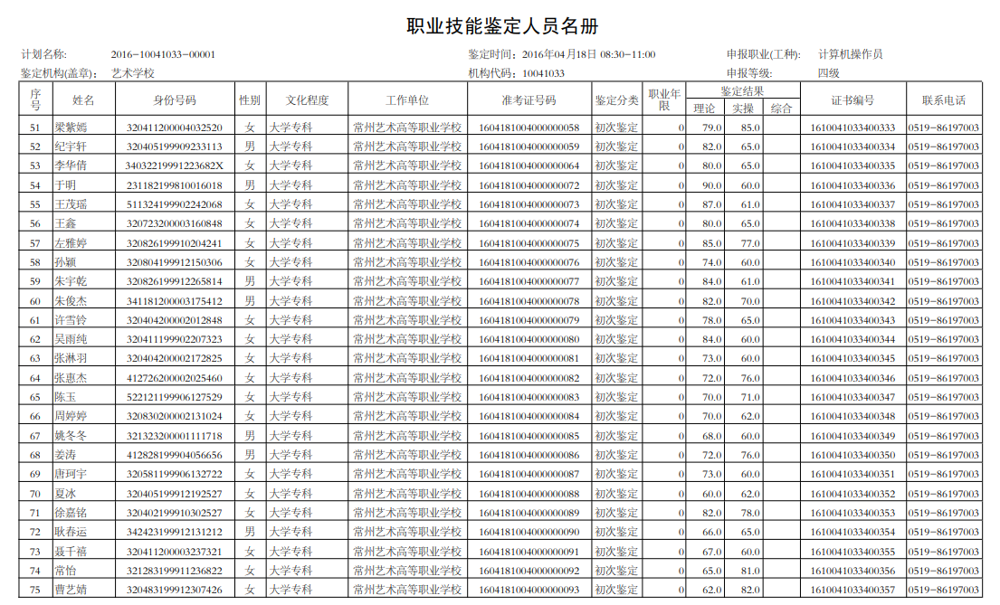 职业技能鉴定人员名册
计划名称: 2016-10041033-00001 鉴定时间: 2016年04月18日 08:30-11:00 申报职业(工种): 计算机操作员
鉴定机构(盖章): 艺术学校 机构代码: 10041033 申报等级: 四级
序号 姓名 身份号码 性别 文化程度 工作单位 准考证号码 鉴定分类 职业年限 鉴定结果 证书编号 联系电话
理论 实操 综合
51 梁紫嫣 320411200004032520 女 大学专科 常州艺术高等职业学校 1604181004000000058 初次鉴定 0 79.0 85.0 1610041033400333 0519-86197003
52 纪宇轩 320405199909233113 男 大学专科 常州艺术高等职业学校 1604181004000000059 初次鉴定 0 82.0 65.0 1610041033400334 0519-86197003
53 李华倩 34032219991223682X 女 大学专科 常州艺术高等职业学校 1604181004000000064 初次鉴定 0 80.0 65.0 1610041033400335 0519-86197003
54 于明 231182199810016018 男 大学专科 常州艺术高等职业学校 1604181004000000072 初次鉴定 0 90.0 60.0 1610041033400336 0519-86197003
55 王茂瑶 511324199902242068 女 大学专科 常州艺术高等职业学校 1604181004000000073 初次鉴定 0 87.0 61.0 1610041033400337 0519-86197003
56 王鑫 320723200003160848 女 大学专科 常州艺术高等职业学校 1604181004000000074 初次鉴定 0 80.0 65.0 1610041033400338 0519-86197003
57 左雅婷 320826199910204241 女 大学专科 常州艺术高等职业学校 1604181004000000075 初次鉴定 0 85.0 77.0 1610041033400339 0519-86197003
58 孙颖 320804199912150306 女 大学专科 常州艺术高等职业学校 1604181004000000076 初次鉴定 0 74.0 60.0 1610041033400340 0519-86197003
59 朱宇乾 320826199912265814 男 大学专科 常州艺术高等职业学校 1604181004000000077 初次鉴定 0 84.0 61.0 1610041033400341 0519-86197003
60 朱俊杰 341181200003175412 男 大学专科 常州艺术高等职业学校 1604181004000000078 初次鉴定 0 82.0 70.0 1610041033400342 0519-86197003
61 许雪铃 320404200002012848 女 大学专科 常州艺术高等职业学校 1604181004000000079 初次鉴定 0 78.0 65.0 1610041033400343 0519-86197003
62 吴雨纯 320411199902207323 女 大学专科 常州艺术高等职业学校 1604181004000000080 初次鉴定 0 84.0 60.0 1610041033400344 0519-86197003
63 张淋羽 320404200002172825 女 大学专科 常州艺术高等职业学校 1604181004000000081 初次鉴定 0 73.0 60.0 1610041033400345 0519-86197003
64 张惠杰 412726200002025460 女 大学专科 常州艺术高等职业学校 1604181004000000082 初次鉴定 0 72.0 76.0 1610041033400346 0519-86197003
65 陈玉 522121199906127529 女 大学专科 常州艺术高等职业学校 1604181004000000083 初次鉴定 0 70.0 71.0 1610041033400347 0519-86197003
66 周婷婷 320830200002131024 女 大学专科 常州艺术高等职业学校 1604181004000000084 初次鉴定 0 70.0 62.0 1610041033400348 0519-86197003
67 姚冬冬 321323200001111718 男 大学专科 常州艺术高等职业学校 1604181004000000085 初次鉴定 0 68.0 60.0 1610041033400349 0519-86197003
68 姜涛 412828199904056656 男 大学专科 常州艺术高等职业学校 1604181004000000086 初次鉴定 0 72.0 76.0 1610041033400350 0519-86197003
69 唐珂宇 320581199906132722 女 大学专科 常州艺术高等职业学校 1604181004000000087 初次鉴定 0 73.0 60.0 1610041033400351 0519-86197003
70 夏冰 320405199912192527 女 大学专科 常州艺术高等职业学校 1604181004000000088 初次鉴定 0 60.0 62.0 1610041033400352 0519-86197003
71 徐嘉铭 320402199910302527 女 大学专科 常州艺术高等职业学校 1604181004000000089 初次鉴定 0 82.0 78.0 1610041033400353 0519-86197003
72 耿春运 342423199912131212 男 大学专科 常州艺术高等职业学校 1604181004000000090 初次鉴定 0 66.0 65.0 1610041033400354 0519-86197003
73 聂千禧 320411200003237321 女 大学专科 常州艺术高等职业学校 1604181004000000091 初次鉴定 0 67.0 60.0 1610041033400355 0519-86197003
74 常怡 321283199911236822 女 大学专科 常州艺术高等职业学校 1604181004000000092 初次鉴定 0 65.0 81.0 1610041033400356 0519-86197003
75 曹艺婧 320483199912307426 女 大学专科 常州艺术高等职业学校 1604181004000000093 初次鉴定 0 62.0 82.0 1610041033400357 0519-86197003